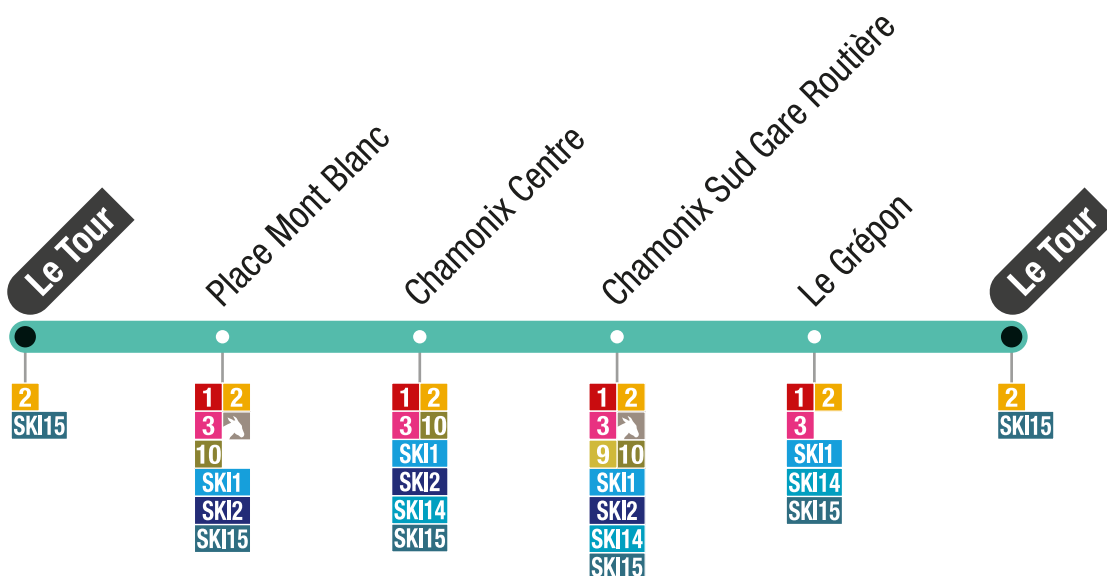 Le Tour
Place Mont Blanc
Chamonix Centre
Chamonix Sud Gare Routière
Le Grépon
Le Tour
2
SKI15
1 2
3
10
SKI1
SKI2
SKI15
1 2
3 10
SKI1
SKI2
SKI14
SKI15
1 2
3
9 10
SKI1
SKI2
SKI14
SKI15
1 2
3
SKI1
SKI14
SKI15
2
SKI15